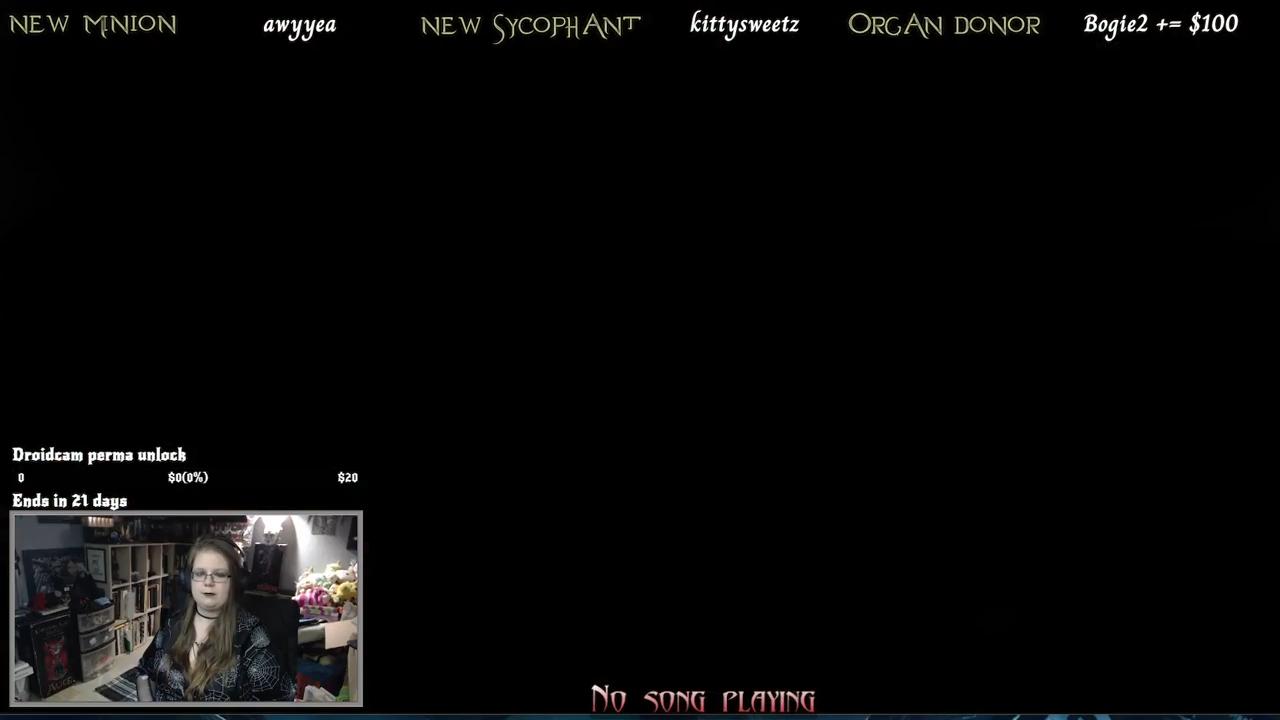 NEW MINION awyyea NEW SYCOPHANT kittysweetz ORGAN DONOR Bogie2 += $100
Droidcam perma unlock
0 $0(0%) $20
Ends in 21 days
ALICE
No song playing